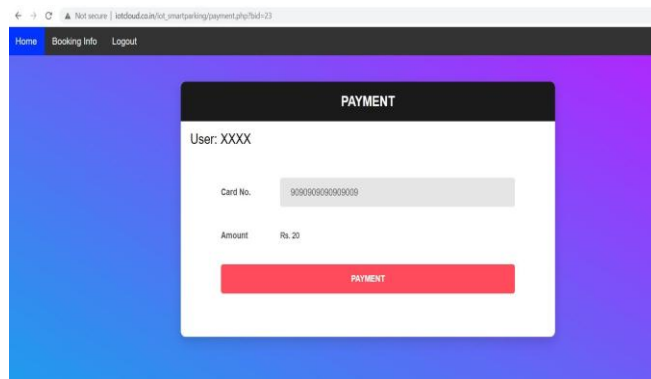 Not secure | iotcloud.co.in/iot_smartparking/payment.php?bid=23
Home Booking Info Logout
PAYMENT
User: XXXX
Card No. 9090909090909009
Amount Rs. 20
PAYMENT